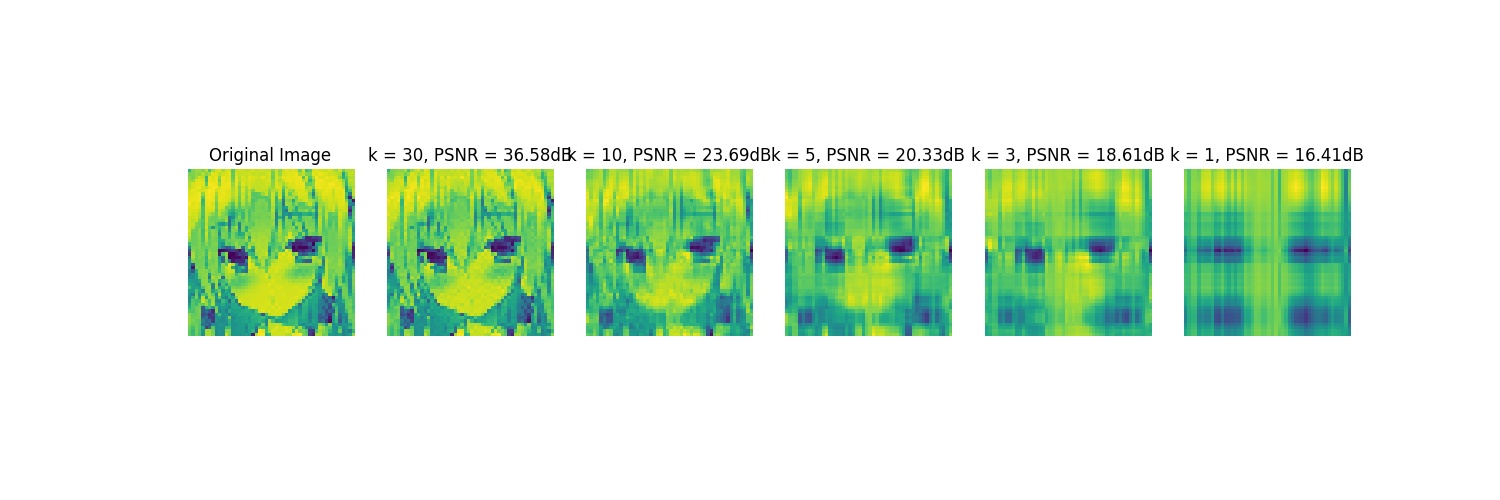 Original Image
k = 30, PSNR = 36.58dB
k = 10, PSNR = 23.69dB
k = 5, PSNR = 20.33dB
k = 3, PSNR = 18.61dB
k = 1, PSNR = 16.41dB